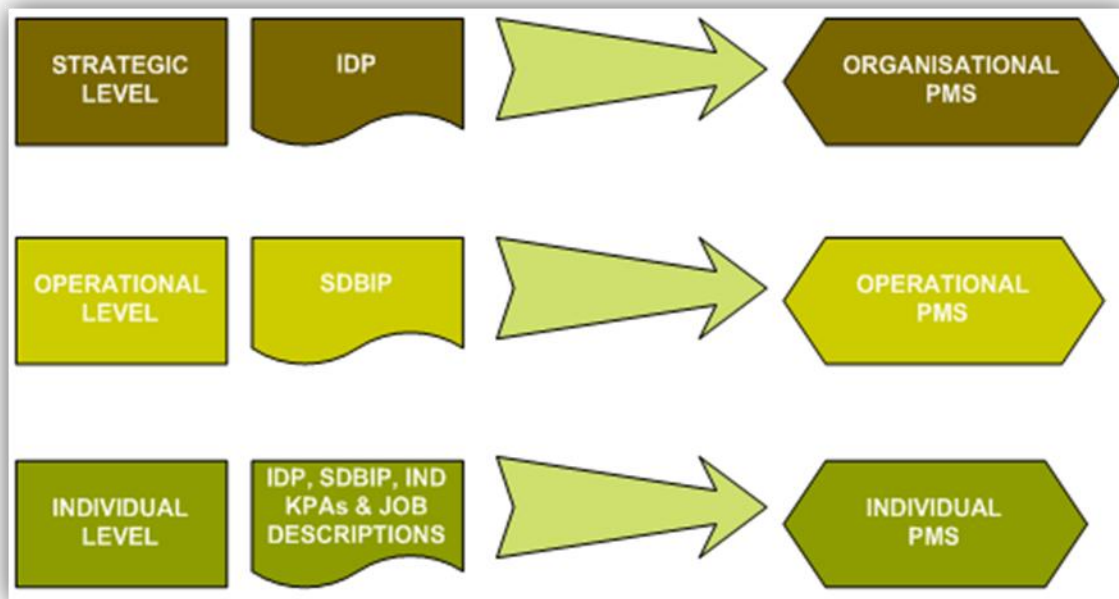 STRATEGIC
LEVEL
IDP
ORGANISATIONAL
PMS
OPERATIONAL
LEVEL
SDBIP
OPERATIONAL
PMS
INDIVIDUAL
LEVEL
IDP, SDBIP, IND
KPAs & JOB
DESCRIPTIONS
INDIVIDUAL
PMS